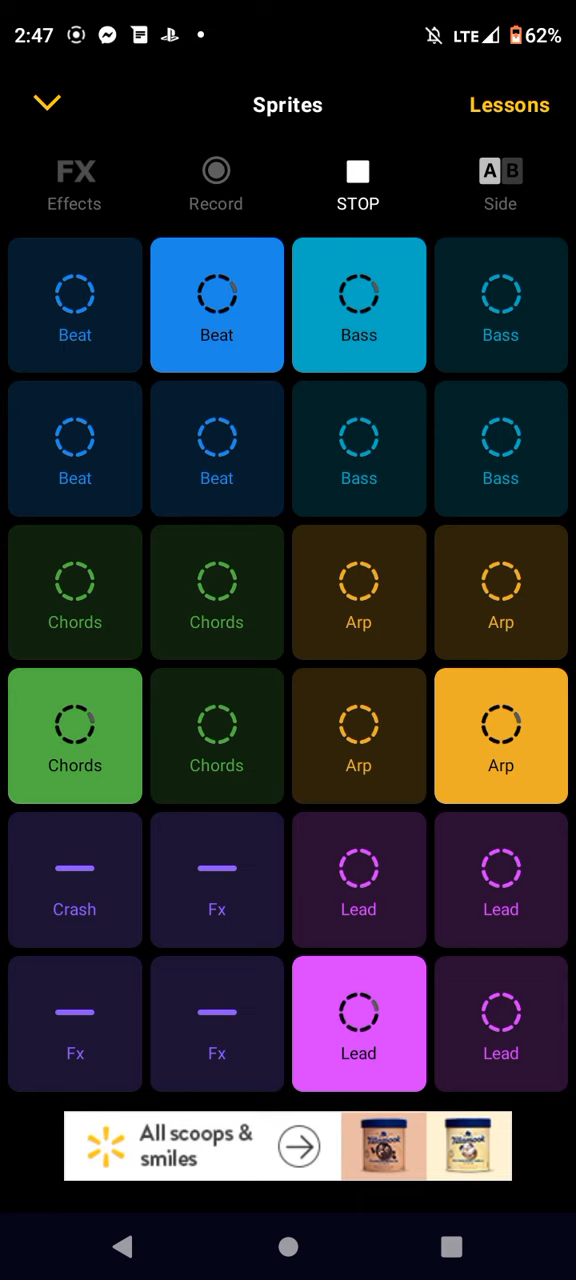 2:47 LTE 62%
Sprites Lessons
FX A B
Effects Record STOP Side
Beat Beat Bass Bass
Beat Beat Bass Bass
Chords Chords Arp Arp
Chords Chords Arp Arp
Crash Fx Lead Lead
Fx Fx Lead Lead
All scoops &
smiles
Tillamook Tillamook